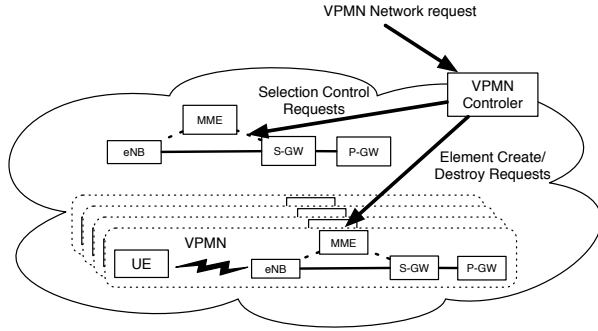 VPMN Network request
VPMN
Controler
Selection Control
Requests
MME
eNB
S-GW
P-GW
Element Create/
Destroy Requests
VPMN
MME
UE
eNB
S-GW
P-GW